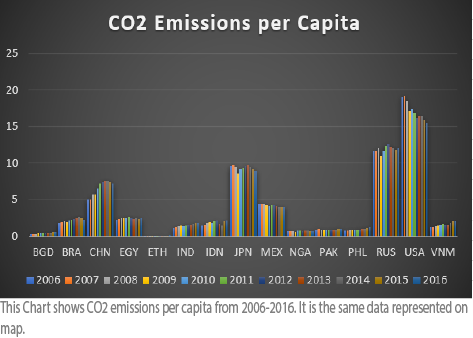 CO2 Emissions per Capita
25
20
15
10
5
0
BGD BRA CHN EGY ETH IND IDN JPN MEX NGA PAK PHL RUS USA VNM
2006 2007 2008 2009 2010 2011 2012 2013 2014 2015 2016
This Chart shows CO2 emissions per capita from 2006-2016. It is the same data represented on
map.